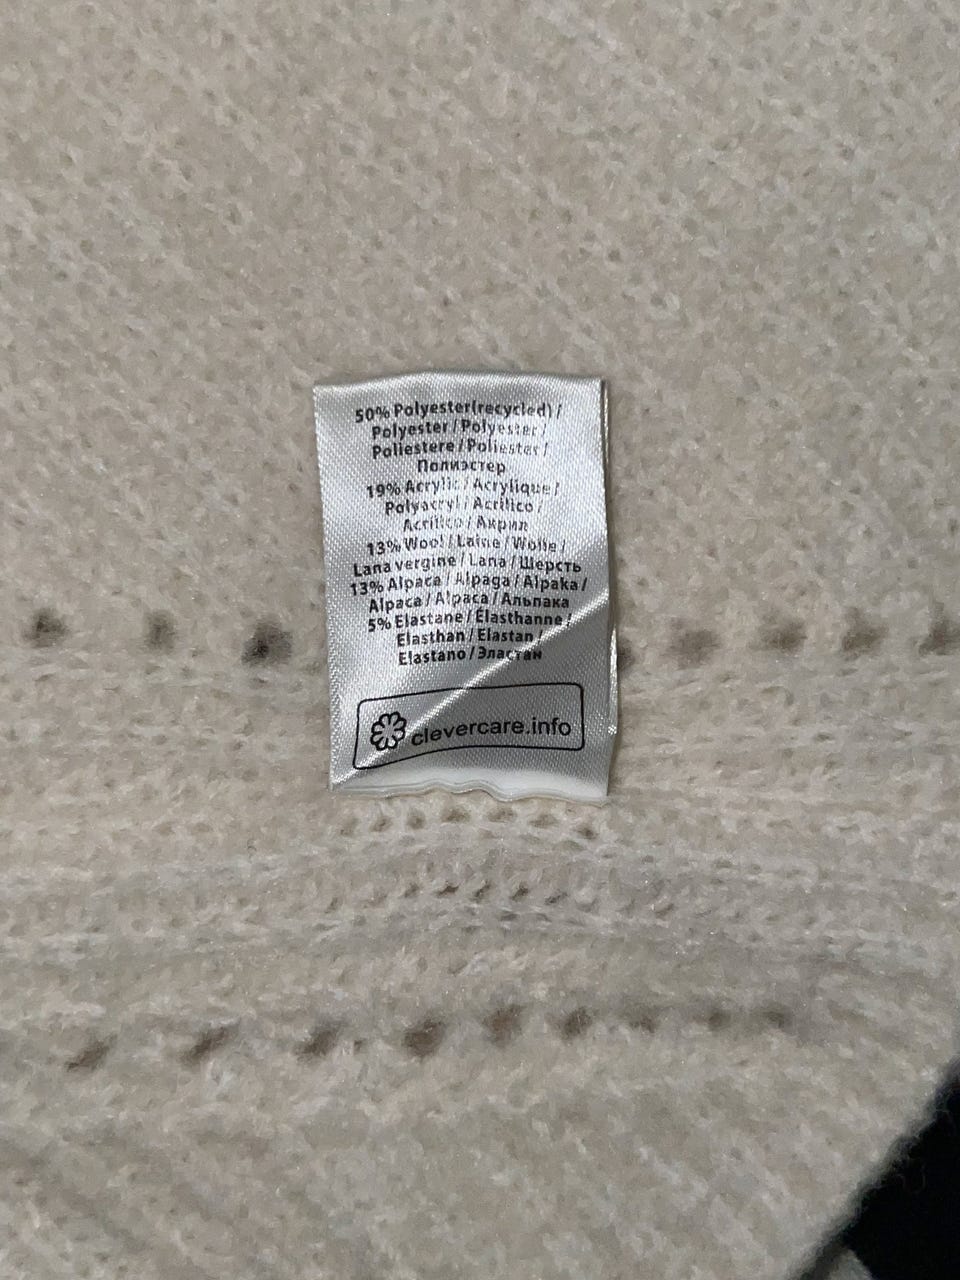 50% Polyester(recycled) /
Polyester / Polyester /
Poliestere / Poliester /
Полиэстер
19% Acrylic / Acrylique /
Polyacryl / Acrilico /
Acrílico / Акрил
13% Wool / Laine / Wolle /
Lana vergine / Lana / Шерсть
13% Alpaca / Alpaga / Alpaka /
Alpaca / Alpaca / Альпака
5% Elastane / Élasthanne /
Elasthan / Elastan /
Elastano / Эластан
clevercare.info